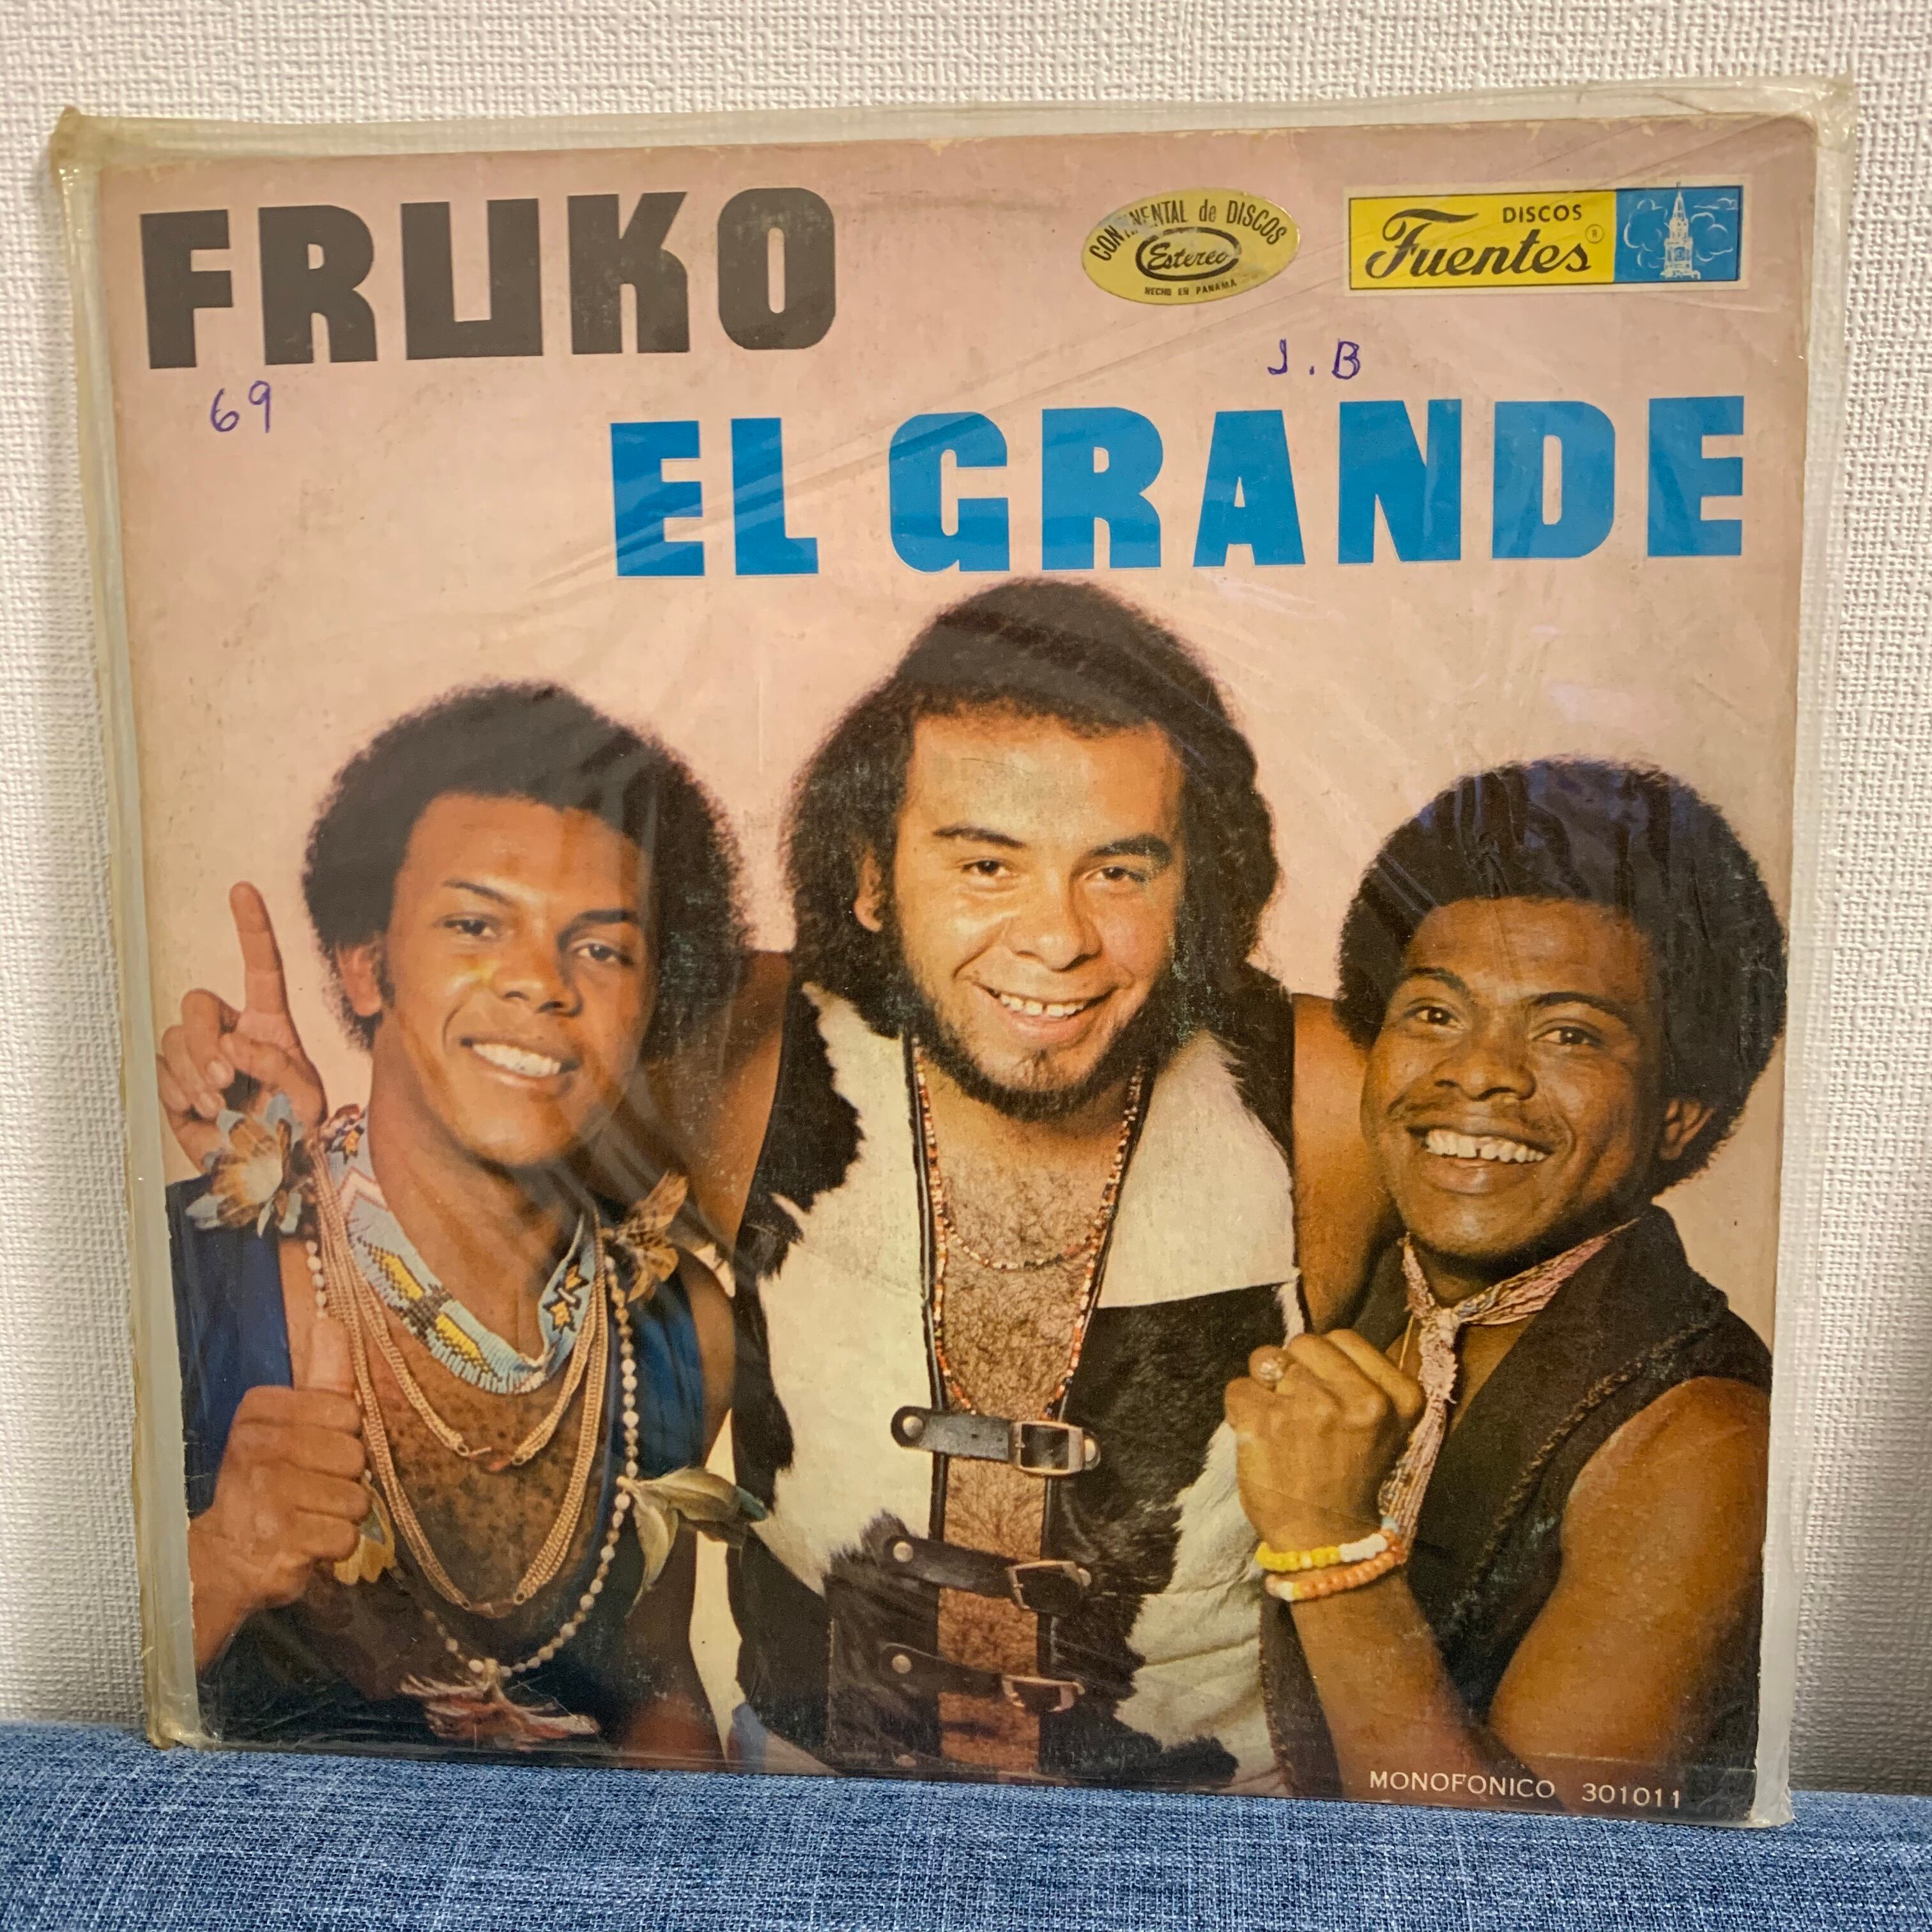 FRUKO
CONTINENTAL de DISCOS
Estereo
HECHO EN PANAMA
DISCOS
Fuentes ®
69
J.B
EL GRANDE
MONOFONICO 301011